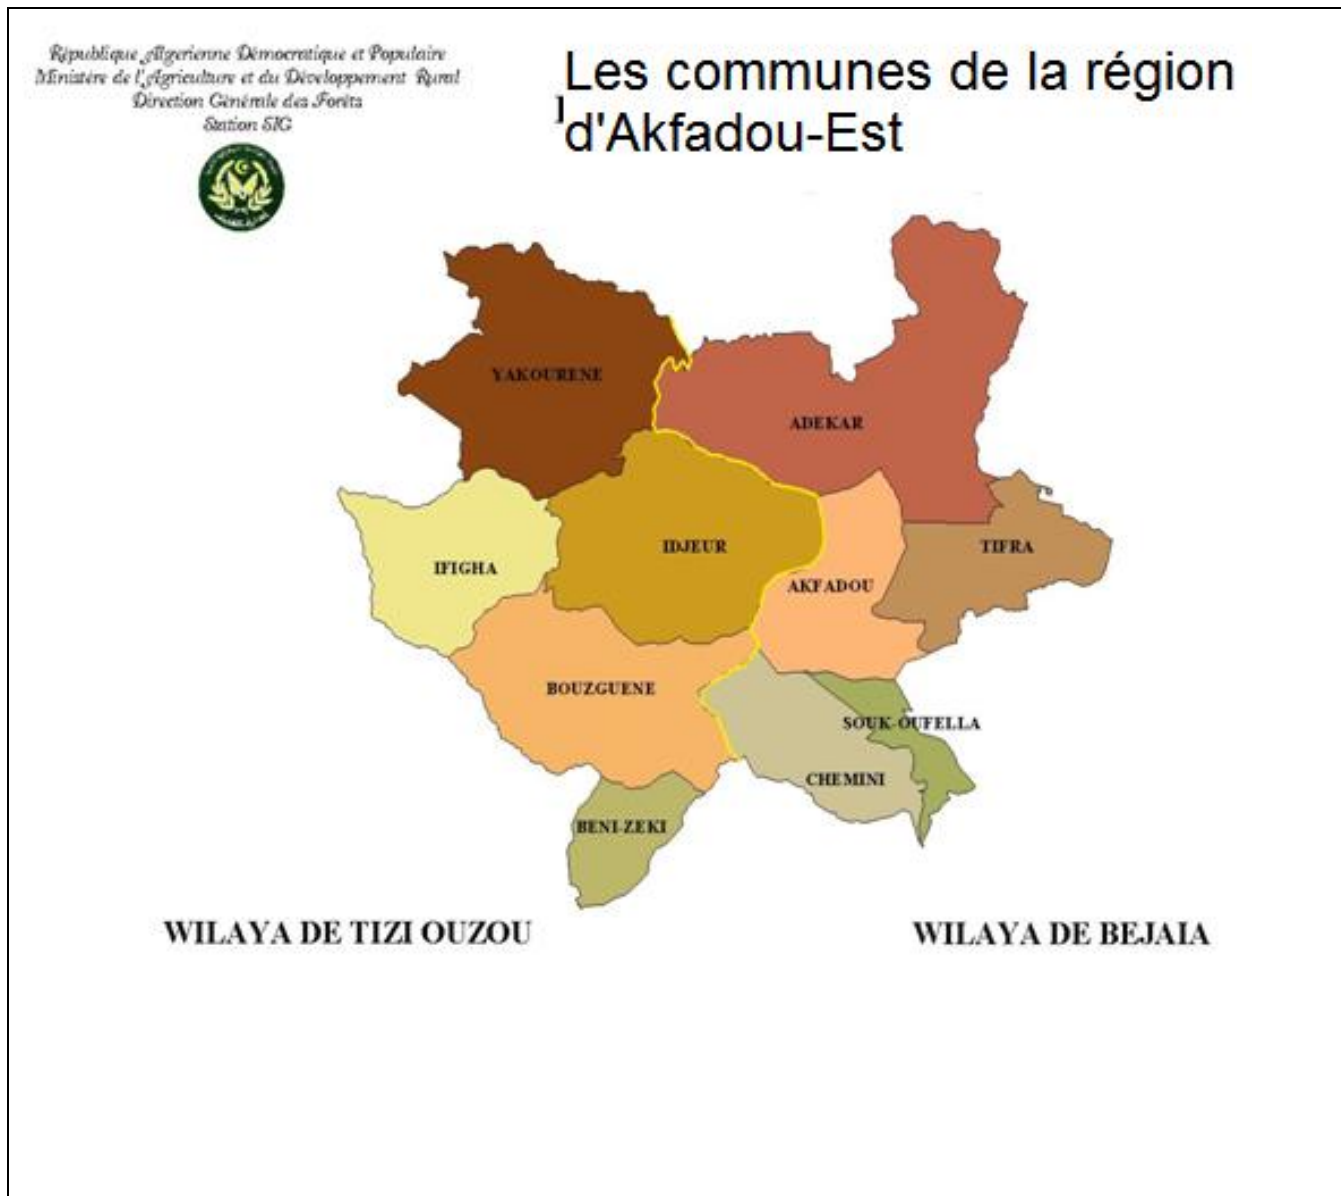 République Algerienne Démocratique et Populaire
Ministére de l'Agriculture et du Développement Rural
Direction Générale des Forêts
Station SIG
Les communes de la région
d'Akfadou-Est
YAKOURENE
ADEKAR
IDJEUR
TIFRA
IFIGHA
AKFADOU
BOUZGUENE
SOUK-OUFELLA
CHEMINI
BENI-ZEKI
WILAYA DE TIZI OUZOU
WILAYA DE BEJAIA